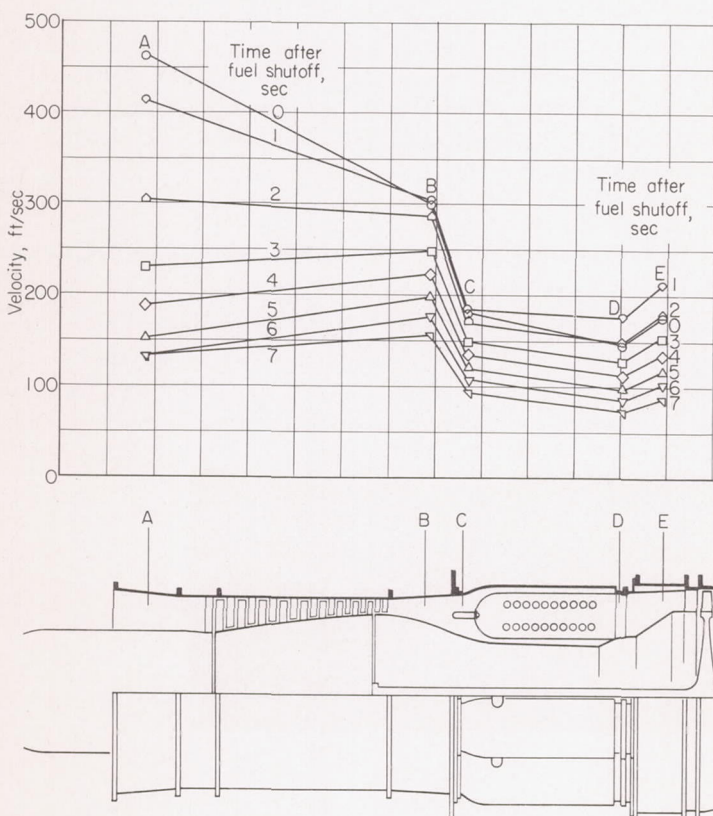 500
400
300
200
100
0
Velocity, ft/sec
A
Time after
fuel shutoff,
sec
0
1
2
3
4
5
6
7
B
C
D
E
Time after
fuel shutoff,
sec
1
2
0
3
4
5
6
7
A
B
C
D
E